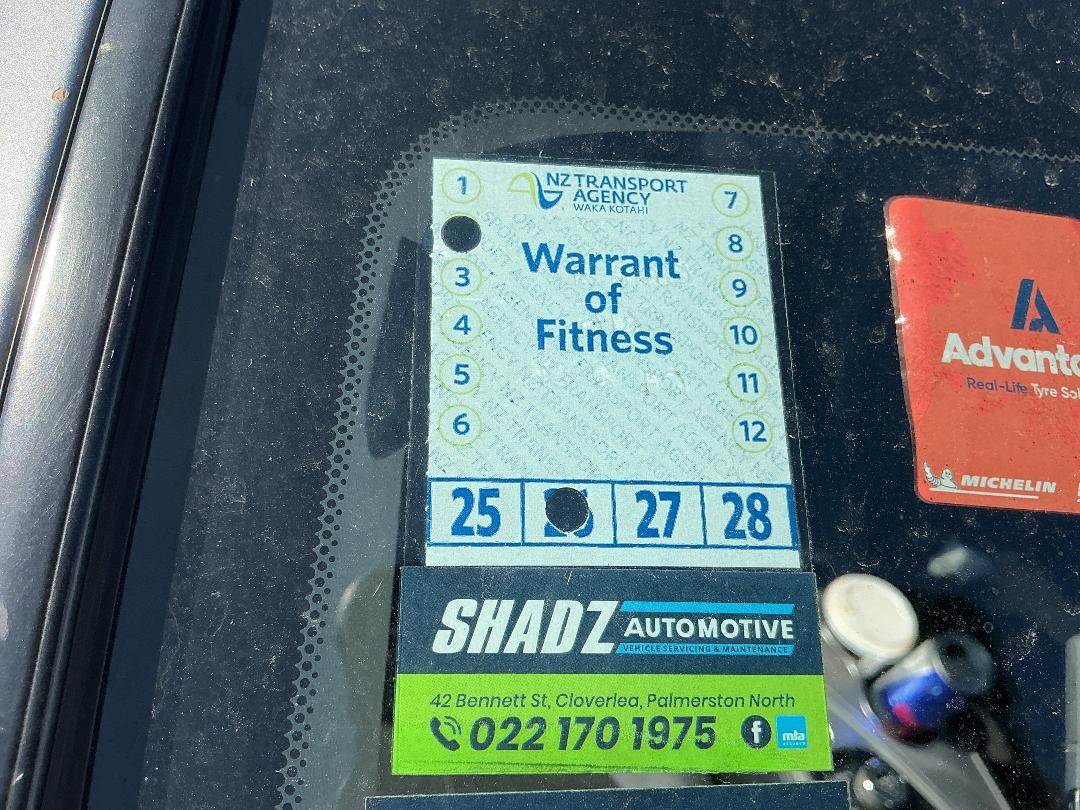 NZ TRANSPORT
AGENCY
WAKA KOTAHI
Warrant
of
Fitness
1
3
4
5
6
7
8
9
10
11
12
25 27 28
SHADZ AUTOMOTIVE
VEHICLE SERVICING & MAINTENANCE
42 Bennett St, Cloverlea, Palmerston North
022 170 1975
f mta
ASSURED
Real-Life Tyre
MICHELIN